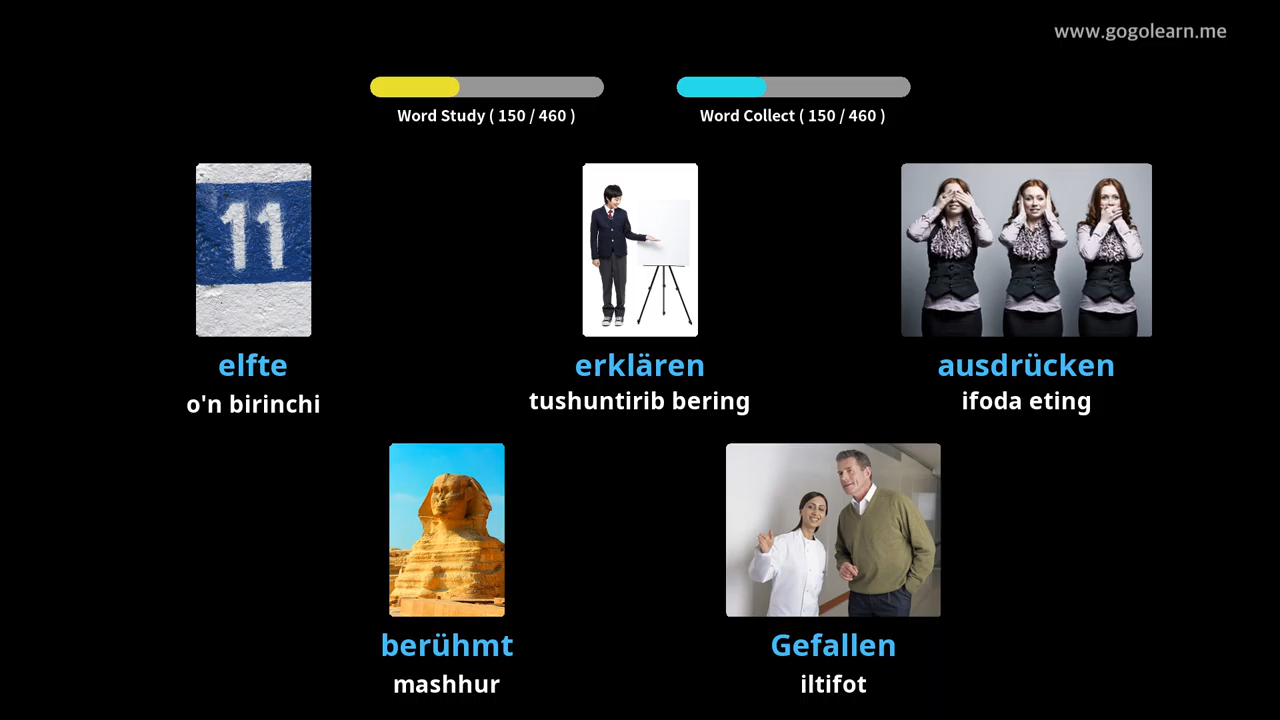 www.gogolearn.me
Word Study ( 150 / 460 )
Word Collect ( 150 / 460 )
11
elfte
o'n birinchi
erklären
tushuntirib bering
ausdrücken
ifoda eting
berühmt
mashhur
Gefallen
iltifot